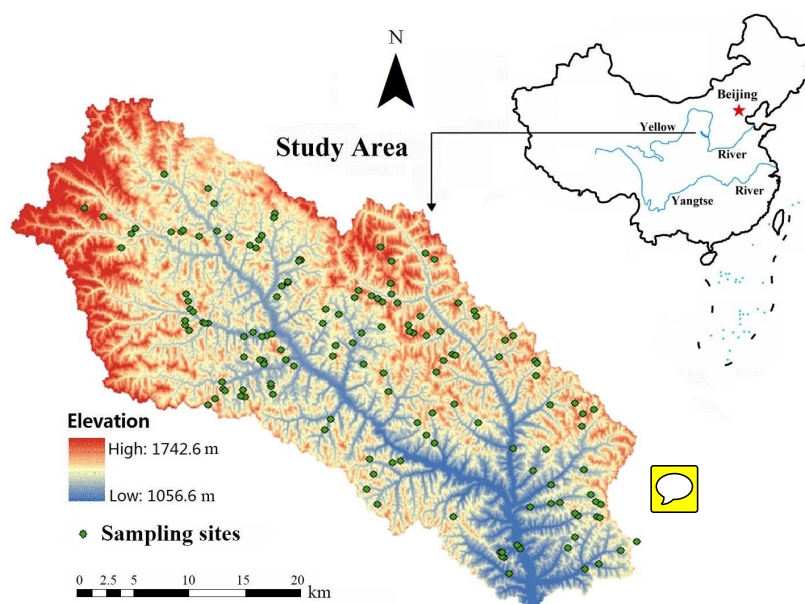 N
Study Area
Beijing
Yellow
River
River
Yangtse
Elevation
High: 1742.6 m
Low: 1056.6 m
Sampling sites
0 2.5 5 10 15 20
km